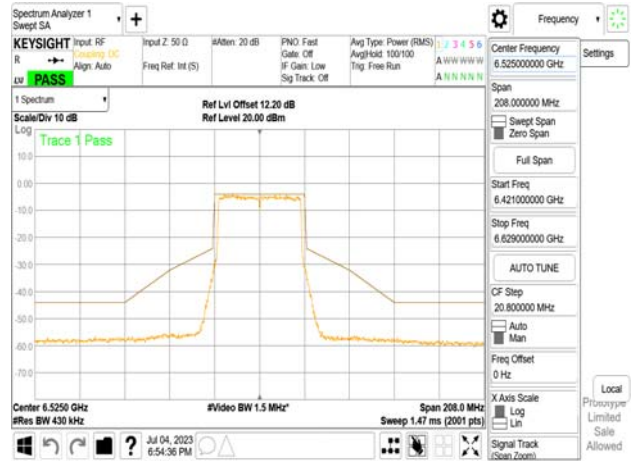 Spectrum Analyzer 1
Swept SA
+
Frequency
KEYSIGHT
R
LVI PASS
Input: RF
Coupling: DC
Align: Auto
Input Z: 50 Ω
Freq Ref: Int (S)
#Atten: 20 dB
PNO: Fast
Gate: Off
IF Gain: Low
Sig Track: Off
Avg Type: Power (RMS)
Avg|Hold: 100/100
Trig: Free Run
1 2 3 4 5 6
A W W W W W
A N N N N N
1 Spectrum
Scale/Div 10 dB
Ref Lvl Offset 12.20 dB
Ref Level 20.00 dBm
Log
Trace 1 Pass
10.0
0.00
-10.0
-20.0
-30.0
-40.0
-50.0
-60.0
-70.0
Center 6.5250 GHz
#Res BW 430 kHz
#Video BW 1.5 MHz*
Span 208.0 MHz
Sweep 1.47 ms (2001 pts)
Jul 04, 2023
6:54:36 PM
?
Center Frequency
6.525000000 GHz
Span
208.000000 MHz
Swept Span
Zero Span
Full Span
Start Freq
6.421000000 GHz
Stop Freq
6.629000000 GHz
AUTO TUNE
CF Step
20.800000 MHz
Auto
Man
Freq Offset
0 Hz
X Axis Scale
Log
Lin
Signal Track
(Span Zoom)
Settings
Local
Prototype
Limited
Sale
Allowed